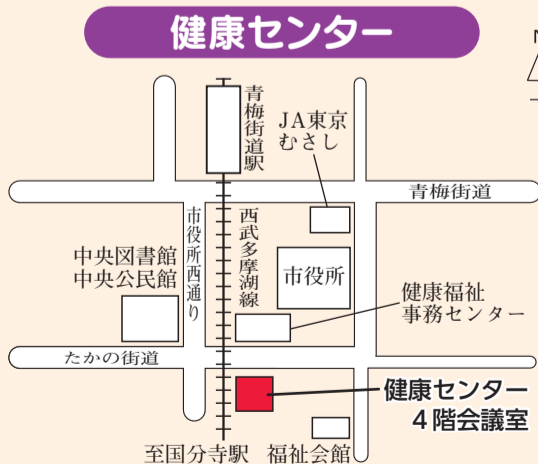 健康センター
N
青梅街道駅
JA東京
むさし
青梅街道
市役所西通り
西武多摩湖線
中央図書館
中央公民館
市役所
健康福祉
事務センター
たかの街道
健康センター
4階会議室
至国分寺駅
福祉会館